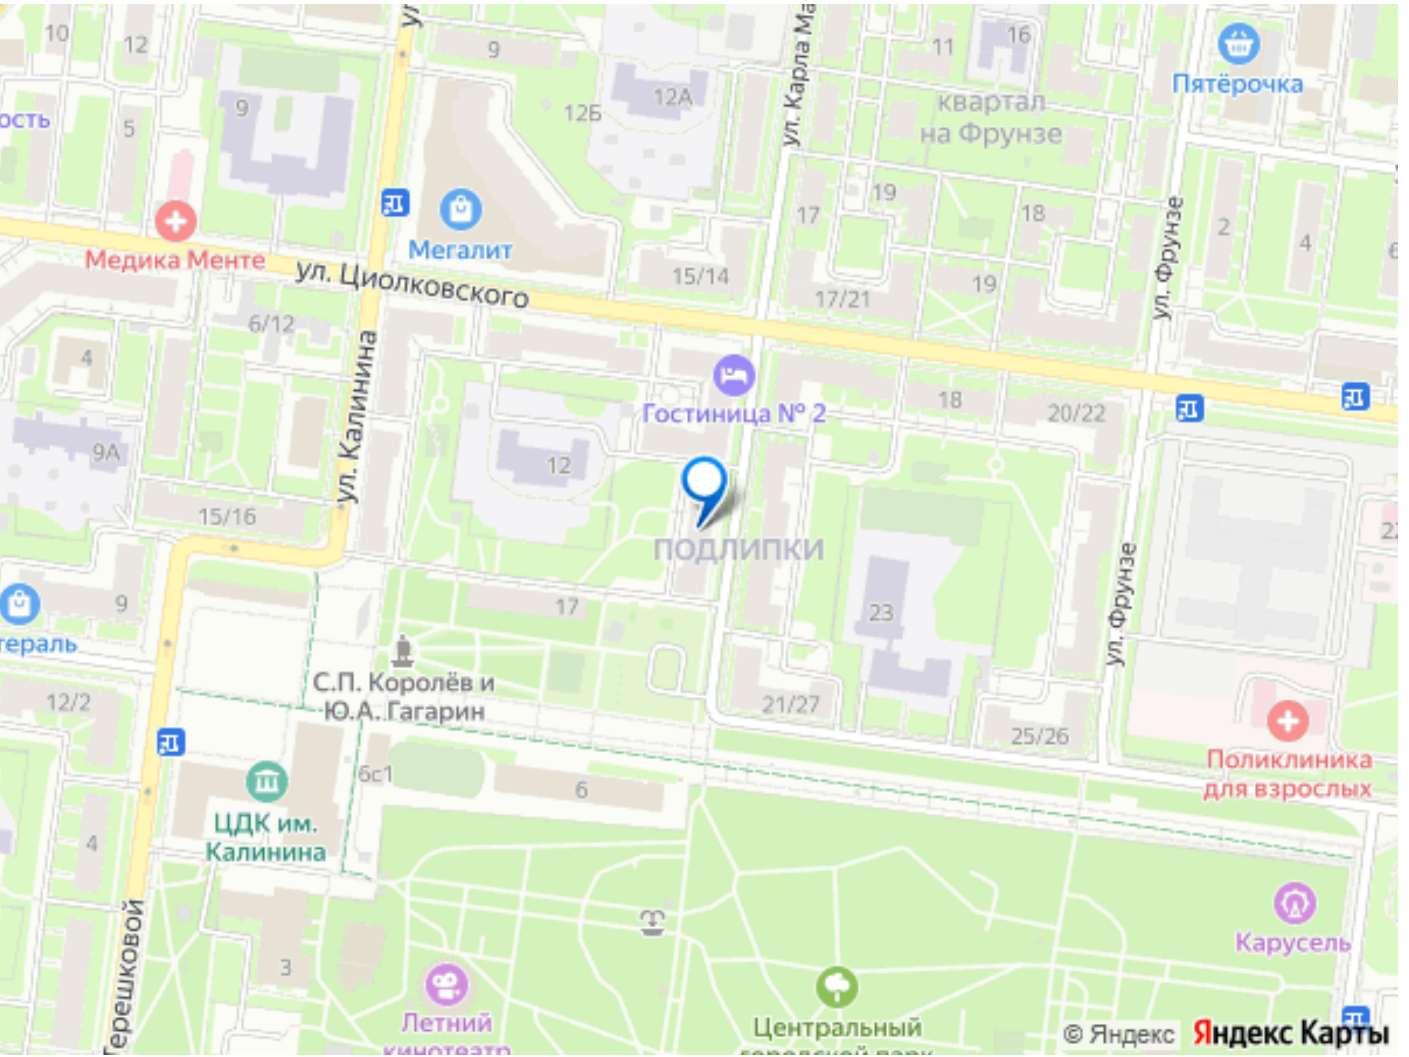 10
12
9
ул. Карла Ма
11
16
Пятёрочка
ость
5
9
12Б
12А
квартал
на Фрунзе
Мегалит
Медика Менте
ул. Циолковского
15/14
17
19
18
17/21
19
ул. Фрунзе
2
4
6/12
4
ул. Калинина
Гостиница № 2
18
20/22
9А
12
15/16
ПОДЛИПКИ
23
ул. Фрунзе
9
17
тераль
С.П. Королёв и
Ю.А. Гагарин
12/2
21/27
25/26
Поликлиника
для взрослых
6с1
6
ЦДК им.
Калинина
4
Терешковой
3
Карусель
Летний
кинотеатр
Центральный
городской парк
© Яндекс Яндекс Карты